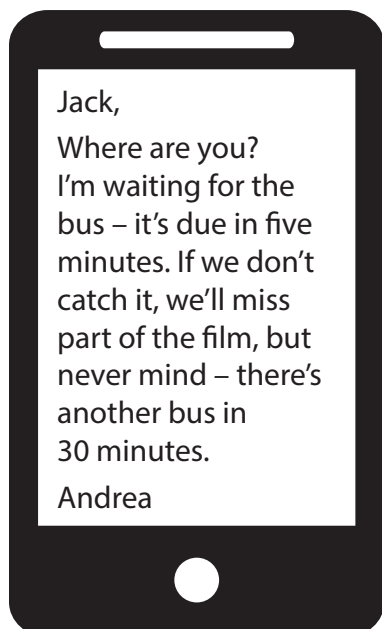 Jack,
Where are you?
I'm waiting for the
bus – it's due in five
minutes. If we don't
catch it, we'll miss
part of the film, but
never mind – there's
another bus in
30 minutes.
Andrea